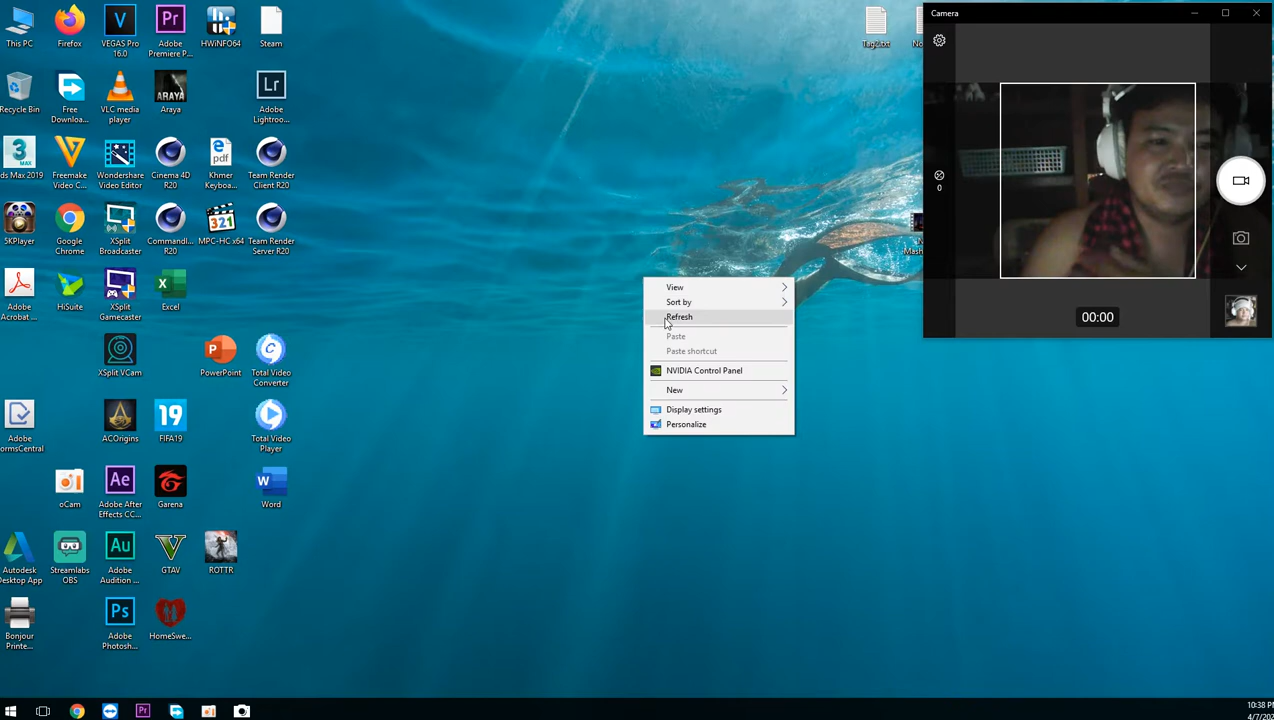 This PC
Firefox
VEGAS Pro
16.0
Adobe
Premiere P...
HWiNFO64
Steam
Recycle Bin
Free
Downloa...
VLC media
player
Araya
Adobe
Lightroo...
ds Max 2019
Freemake
Video C...
Wondershare
Video Editor
Cinema 4D
R20
Khmer
Keyboa...
Team Render
Client R20
5KPlayer
Google
Chrome
XSplit
Broadcaster
Commandl...
R20
MPC-HC x64
Team Render
Server R20
Adobe
Acrobat ...
HiSuite
XSplit
Gamecaster
Excel
XSplit VCam
PowerPoint
Total Video
Converter
Adobe
ormsCentral
ACOrigins
FIFA19
Total Video
Player
oCam
Adobe After
Effects CC...
Garena
Word
Autodesk
Desktop App
Streamlabs
OBS
Adobe
Audition ...
GTAV
ROTTR
Bonjour
Printe...
Adobe
Photosh...
HomeSwe...
View
Sort by
Refresh
Paste
Paste shortcut
NVIDIA Control Panel
New
Display settings
Personalize
Camera
0
00:00
10:38 PM